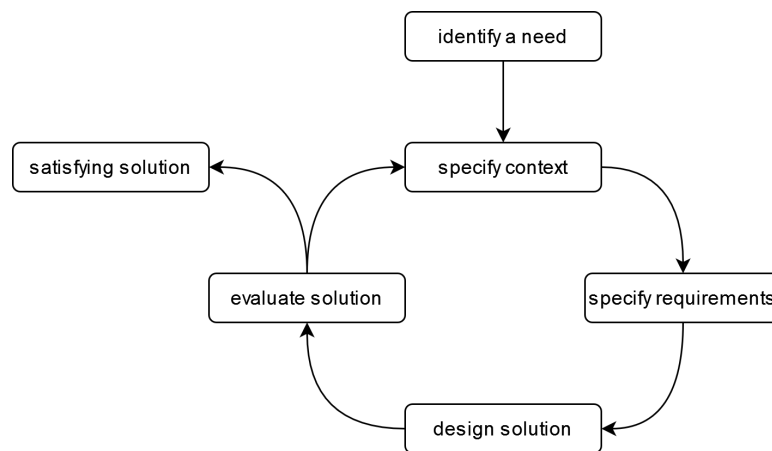 identify a need
satisfying solution
specify context
evaluate solution
specify requirements
design solution